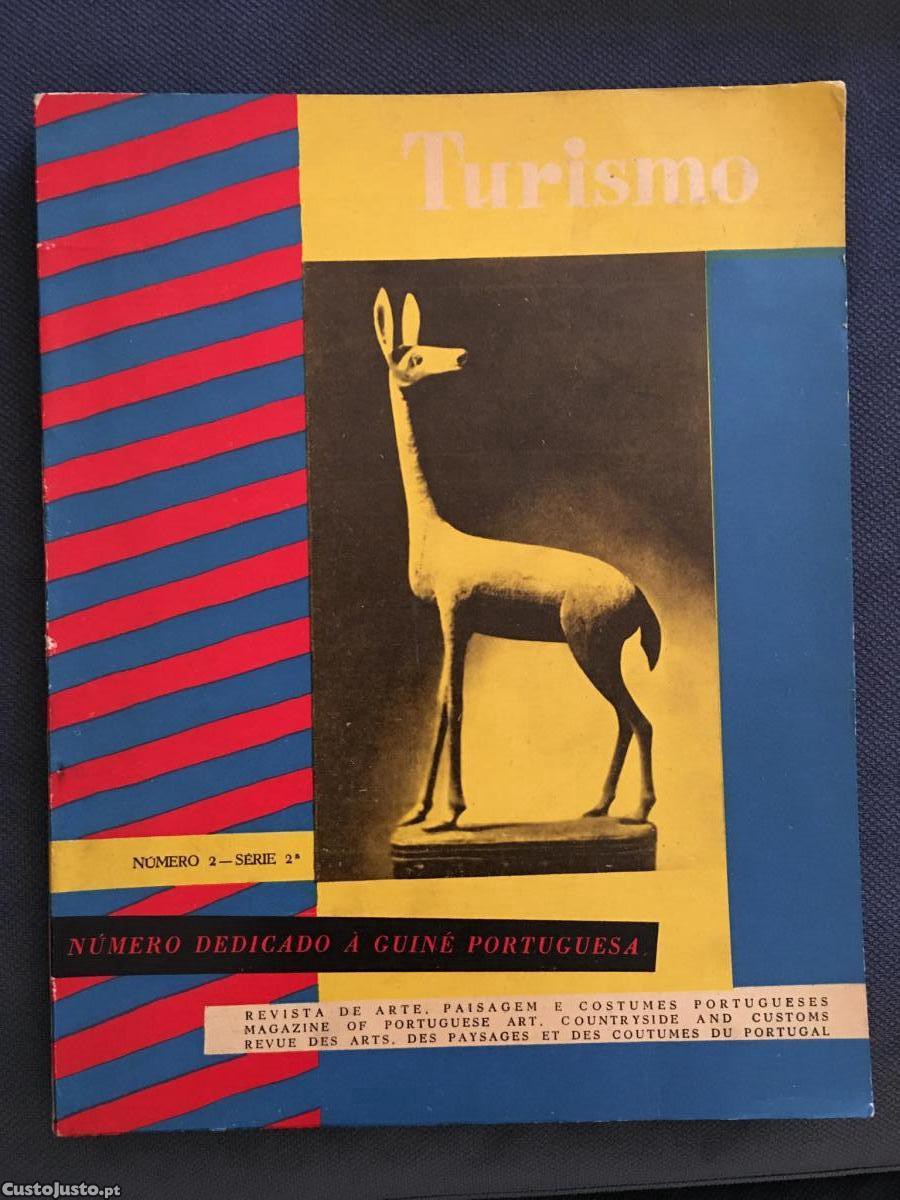 Turismo
NÚMERO 2 — SÉRIE 2ª
NÚMERO DEDICADO À GUINÉ PORTUGUESA
REVISTA DE ARTE, PAISAGEM E COSTUMES PORTUGUESES
MAGAZINE OF PORTUGUESE ART, COUNTRYSIDE AND CUSTOMS
REVUE DES ARTS, DES PAYSAGES ET DES COUTUMES DU PORTUGAL
CustoJusto.pt